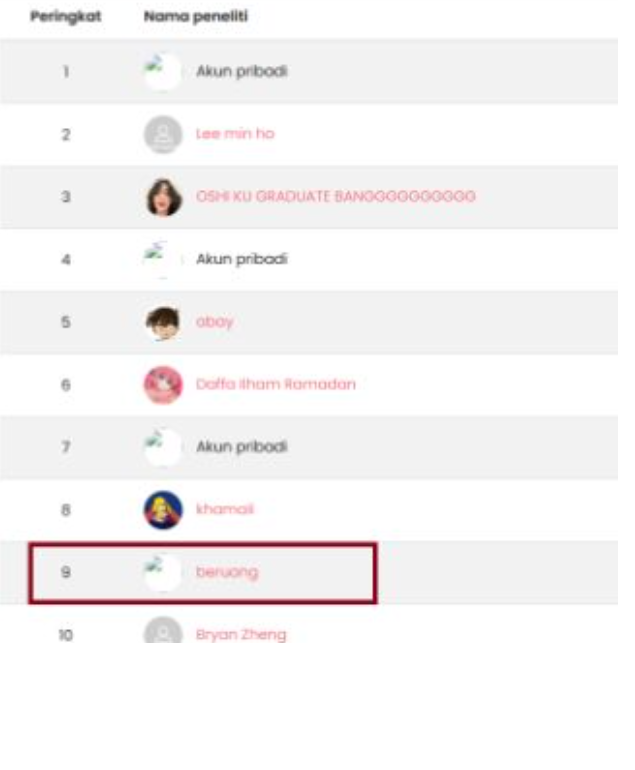 Peringkat Nama peneliti
1 Akun pribadi
2 Lee min ho
3 OSHI KU GRADUATE BANGGGGGGGGGG
4 Akun pribadi
5 abay
6 Daffa Ilham Ramadan
7 Akun pribadi
8 khamaii
9 beruang
10 Bryan Zheng